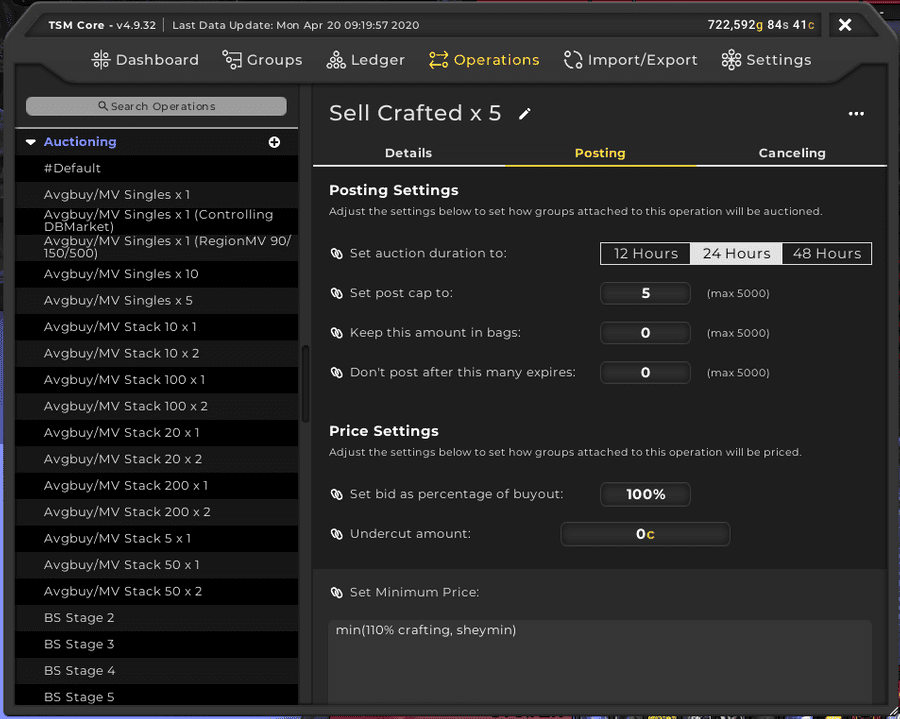 TSM Core - v4.9.32 Last Data Update: Mon Apr 20 09:19:57 2020 722,592g 84s 41c
Dashboard Groups Ledger Operations Import/Export Settings
Search Operations
Auctioning
#Default
Avgbuy/MV Singles x 1
Avgbuy/MV Singles x 1 (Controlling
DBMarket)
Avgbuy/MV Singles x 1 (RegionMV 90/
150/500)
Avgbuy/MV Singles x 10
Avgbuy/MV Singles x 5
Avgbuy/MV Stack 10 x 1
Avgbuy/MV Stack 10 x 2
Avgbuy/MV Stack 100 x 1
Avgbuy/MV Stack 100 x 2
Avgbuy/MV Stack 20 x 1
Avgbuy/MV Stack 20 x 2
Avgbuy/MV Stack 200 x 1
Avgbuy/MV Stack 200 x 2
Avgbuy/MV Stack 5 x 1
Avgbuy/MV Stack 50 x 1
Avgbuy/MV Stack 50 x 2
BS Stage 2
BS Stage 3
BS Stage 4
BS Stage 5
Sell Crafted x 5
Details Posting Canceling
Posting Settings
Adjust the settings below to set how groups attached to this operation will be auctioned.
Set auction duration to: 12 Hours 24 Hours 48 Hours
Set post cap to: 5 (max 5000)
Keep this amount in bags: 0 (max 5000)
Don't post after this many expires: 0 (max 5000)
Price Settings
Adjust the settings below to set how groups attached to this operation will be priced.
Set bid as percentage of buyout: 100%
Undercut amount: 0c
Set Minimum Price:
min(110% crafting, sheymin)